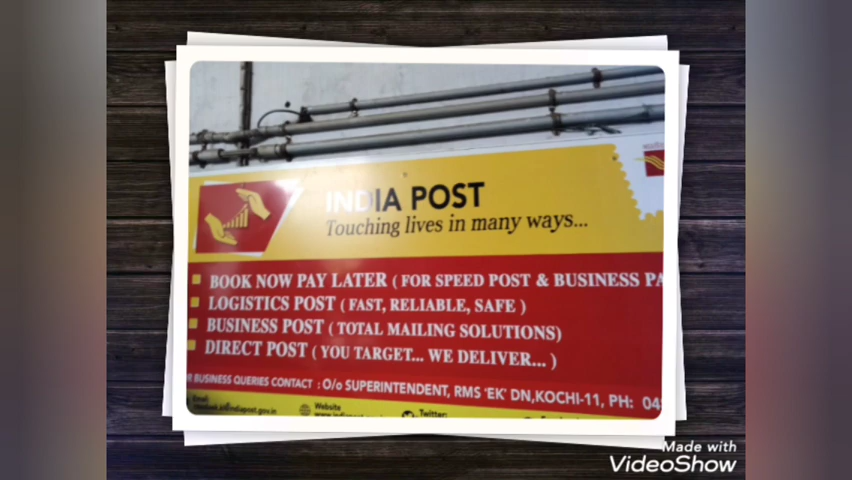 INDIA POST
Touching lives in many ways...
BOOK NOW PAY LATER ( FOR SPEED POST & BUSINESS PA
LOGISTICS POST ( FAST, RELIABLE, SAFE )
BUSINESS POST ( TOTAL MAILING SOLUTIONS)
DIRECT POST ( YOU TARGET... WE DELIVER... )
BUSINESS QUERIES CONTACT : O/o SUPERINTENDENT, RMS 'EK' DN,KOCHI-11, PH: 04
Email: Website Twitter:
Made with
VideoShow